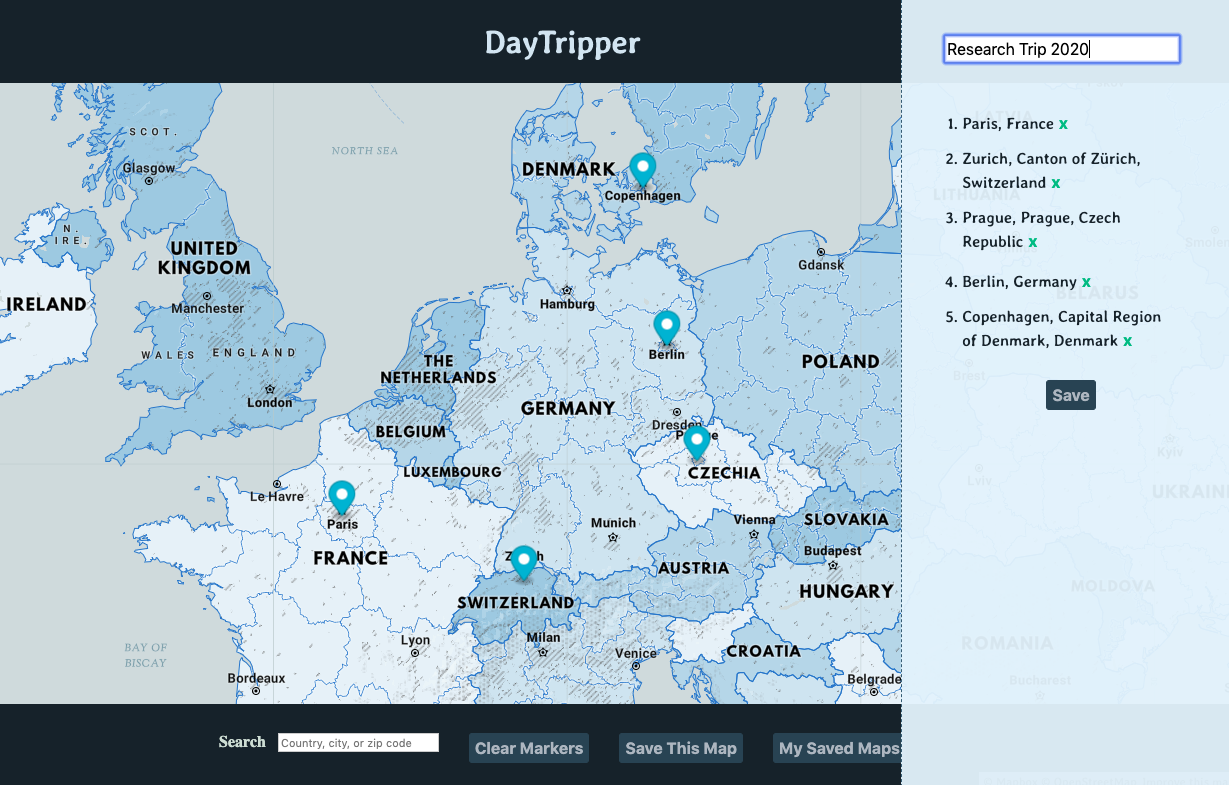 DayTripper
Research Trip 2020
1. Paris, France x
2. Zurich, Canton of Zürich,
Switzerland x
3. Prague, Prague, Czech
Republic x
4. Berlin, Germany x
5. Copenhagen, Capital Region
of Denmark, Denmark x
Save
SCOT.
Glasgow
NORTH SEA
DENMARK
Copenhagen
LITHUANIA
N.
IRE.
UNITED
KINGDOM
Gdansk
IRELAND
Manchester
Hamburg
BELARUS
WALES
ENGLAND
Berlin
THE
NETHERLANDS
POLAND
Brest
London
GERMANY
Dresden
BELGIUM
LUXEMBOURG
CZECHIA
Kyiv
Lviv
Le Havre
UKRAIN
Paris
Munich
Vienna
SLOVAKIA
FRANCE
Budapest
AUSTRIA
MOLDOVA
HUNGARY
SWITZERLAND
Milan
Lyon
Venice
CROATIA
ROMANIA
BAY OF
BISCAY
Bordeaux
Belgrade
Bucharest
Search
Country, city, or zip code
Clear Markers
Save This Map
My Saved Maps